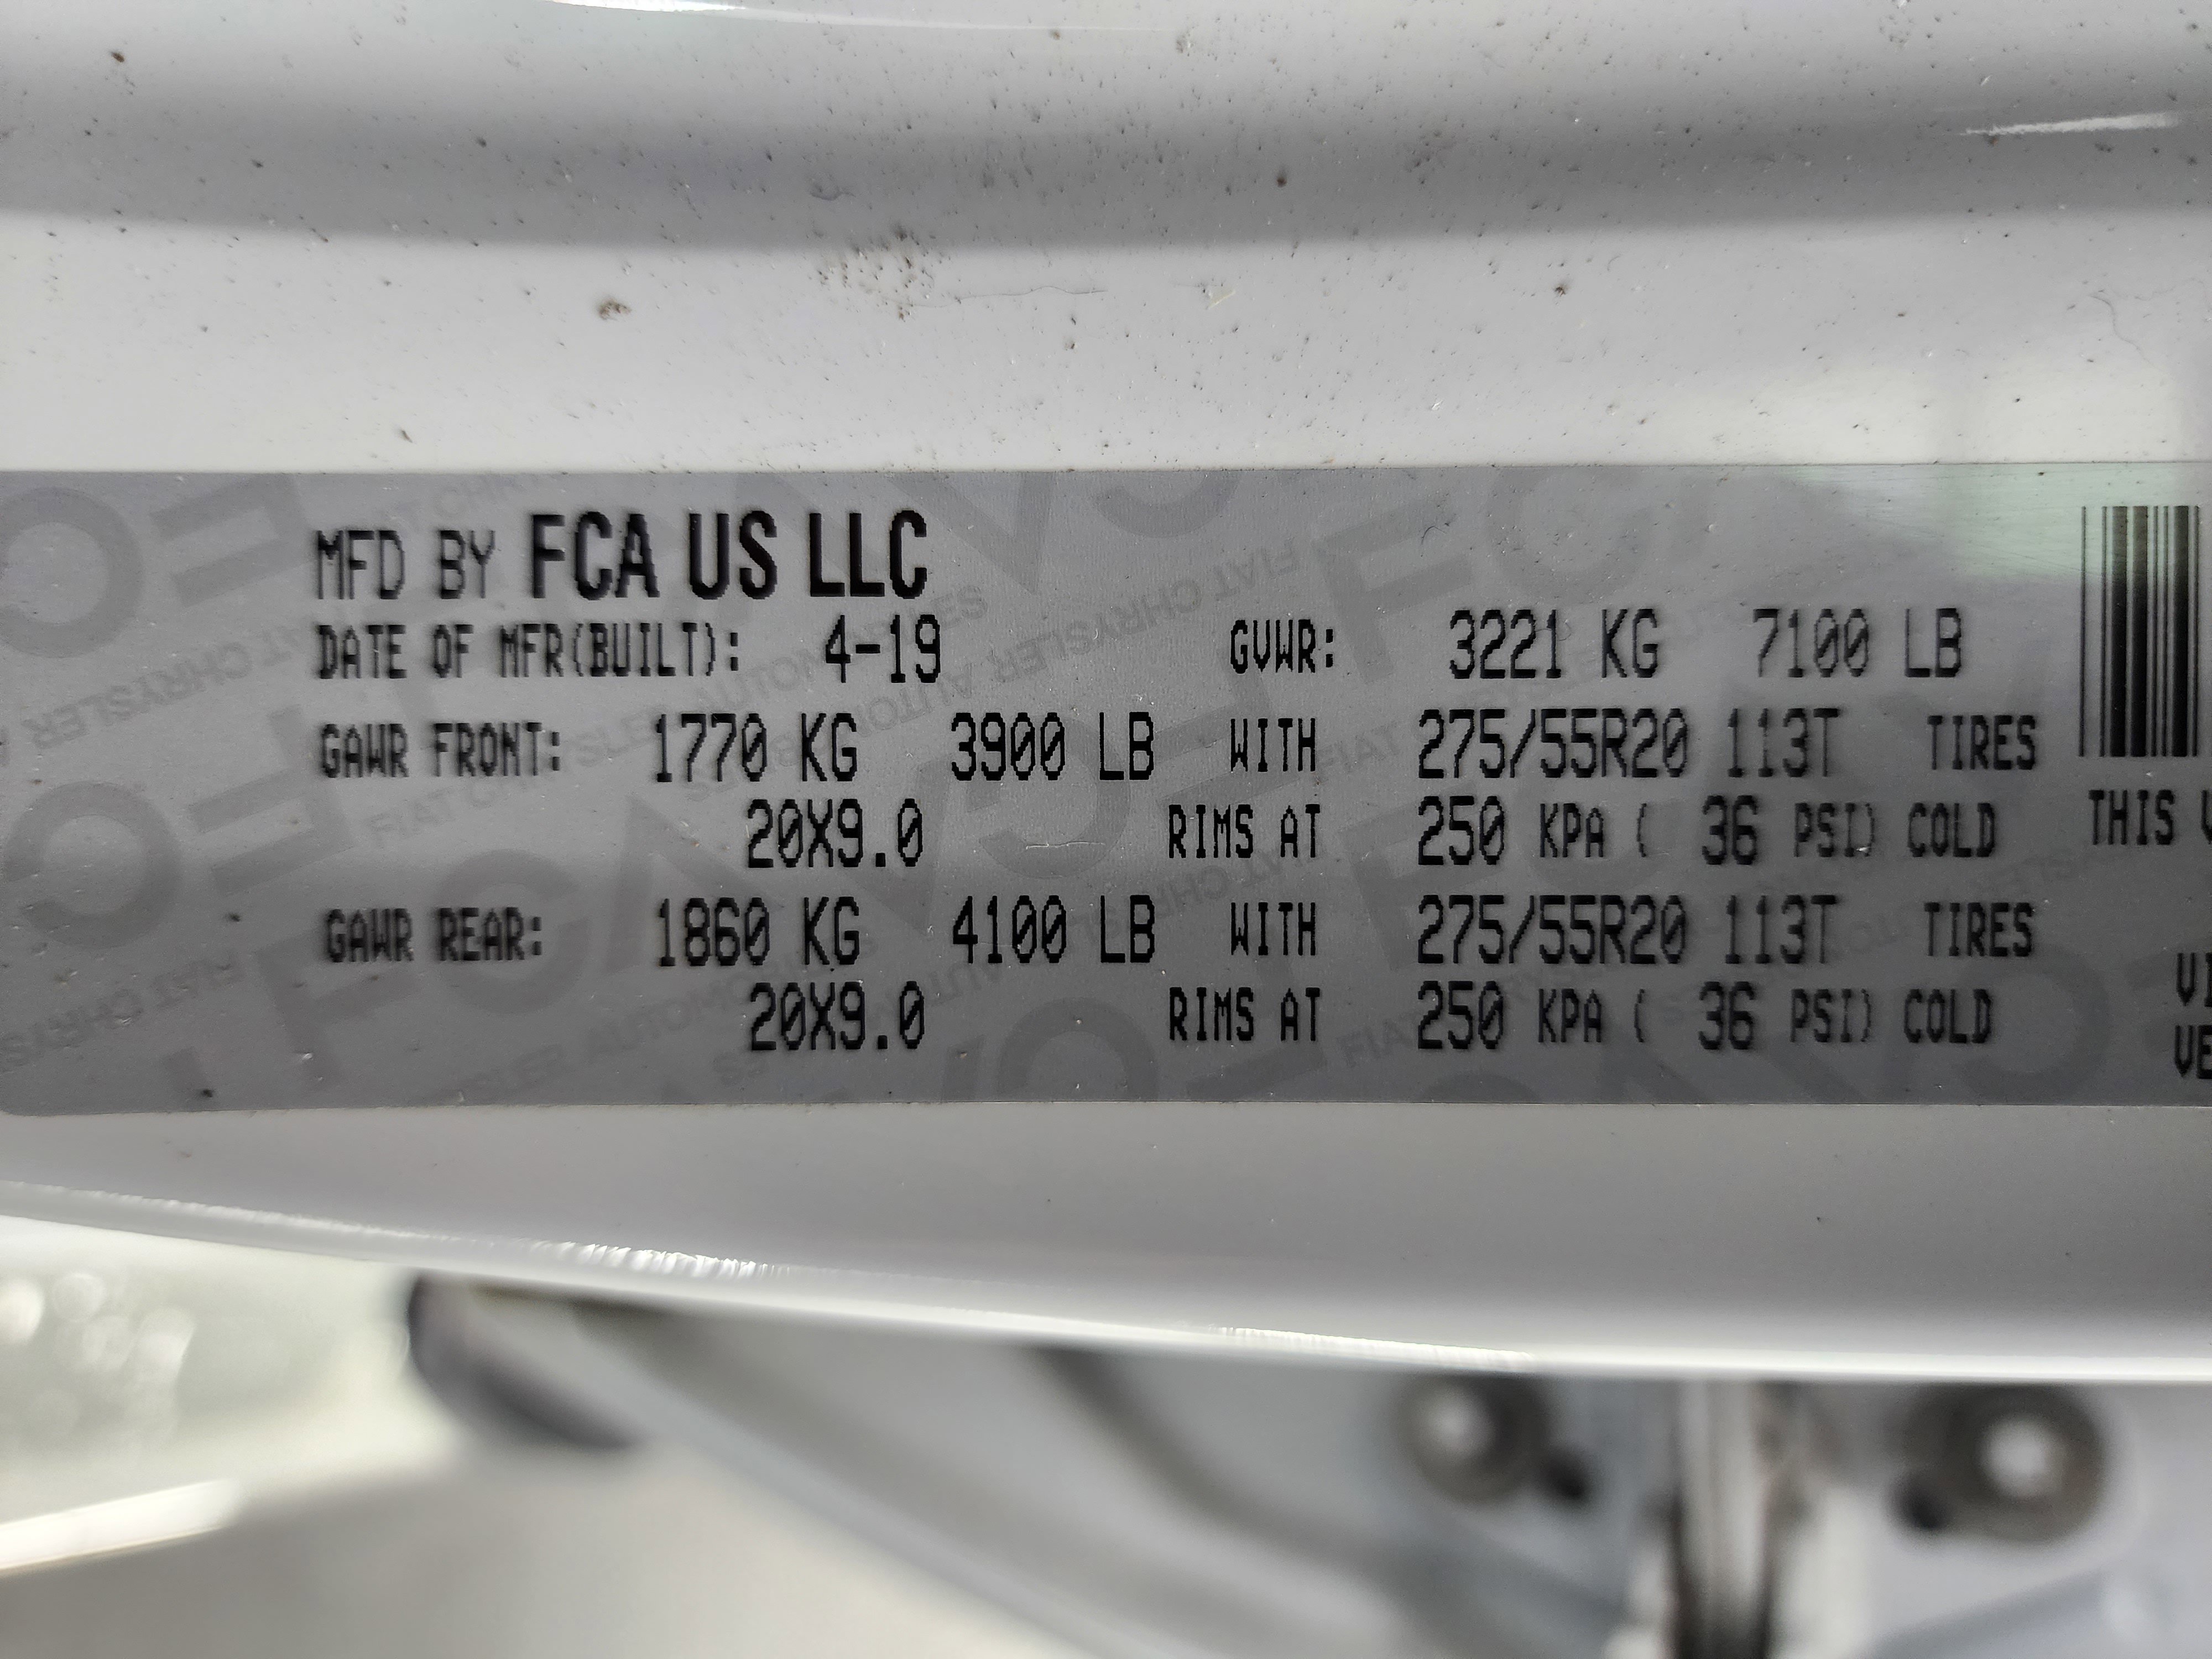 MFD BY FCA US LLC
DATE OF MFR(BUILT): 4-19 GVWR: 3221 KG 7100 LB
GAWR FRONT: 1770 KG 3900 LB WITH 275/55R20 113T TIRES
20X9.0 RIMS AT 250 KPA ( 36 PSI) COLD
THIS
GAWR REAR: 1860 KG 4100 LB WITH 275/55R20 113T TIRES
20X9.0 RIMS AT 250 KPA ( 36 PSI) COLD